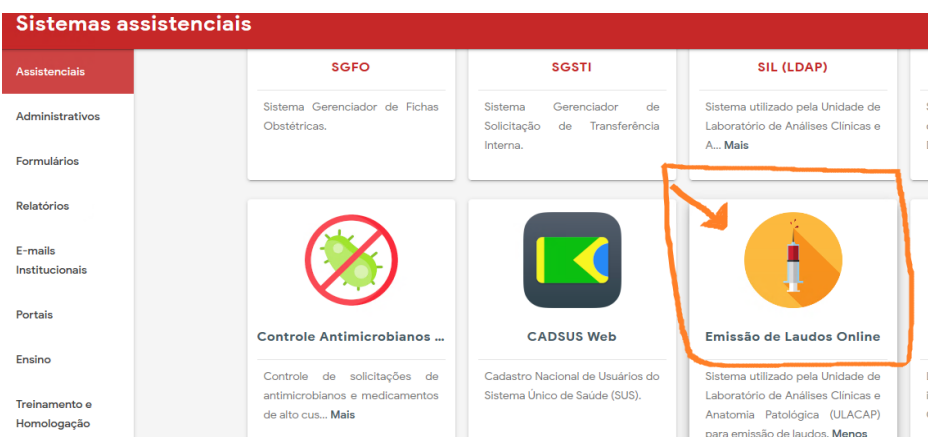 Sistemas assistenciais
Assistenciais
Administrativos
Formulários
Relatórios
E-mails
Institucionais
Portais
Ensino
Treinamento e
Homologação
SGFO
Sistema Gerenciador de Fichas
Obstétricas.
SGSTI
Sistema Gerenciador de
Solicitação de Transferência
Interna.
SIL (LDAP)
Sistema utilizado pela Unidade de
Laboratório de Análises Clínicas e
A... Mais
Controle Antimicrobianos ...
Controle de solicitações de
antimicrobianos e medicamentos
de alto cus... Mais
CADSUS Web
Cadastro Nacional de Usuários do
Sistema Único de Saúde (SUS).
Emissão de Laudos Online
Sistema utilizado pela Unidade de
Laboratório de Análises Clínicas e
Anatomia Patológica (ULACAP)
para emissão de laudos. Menos